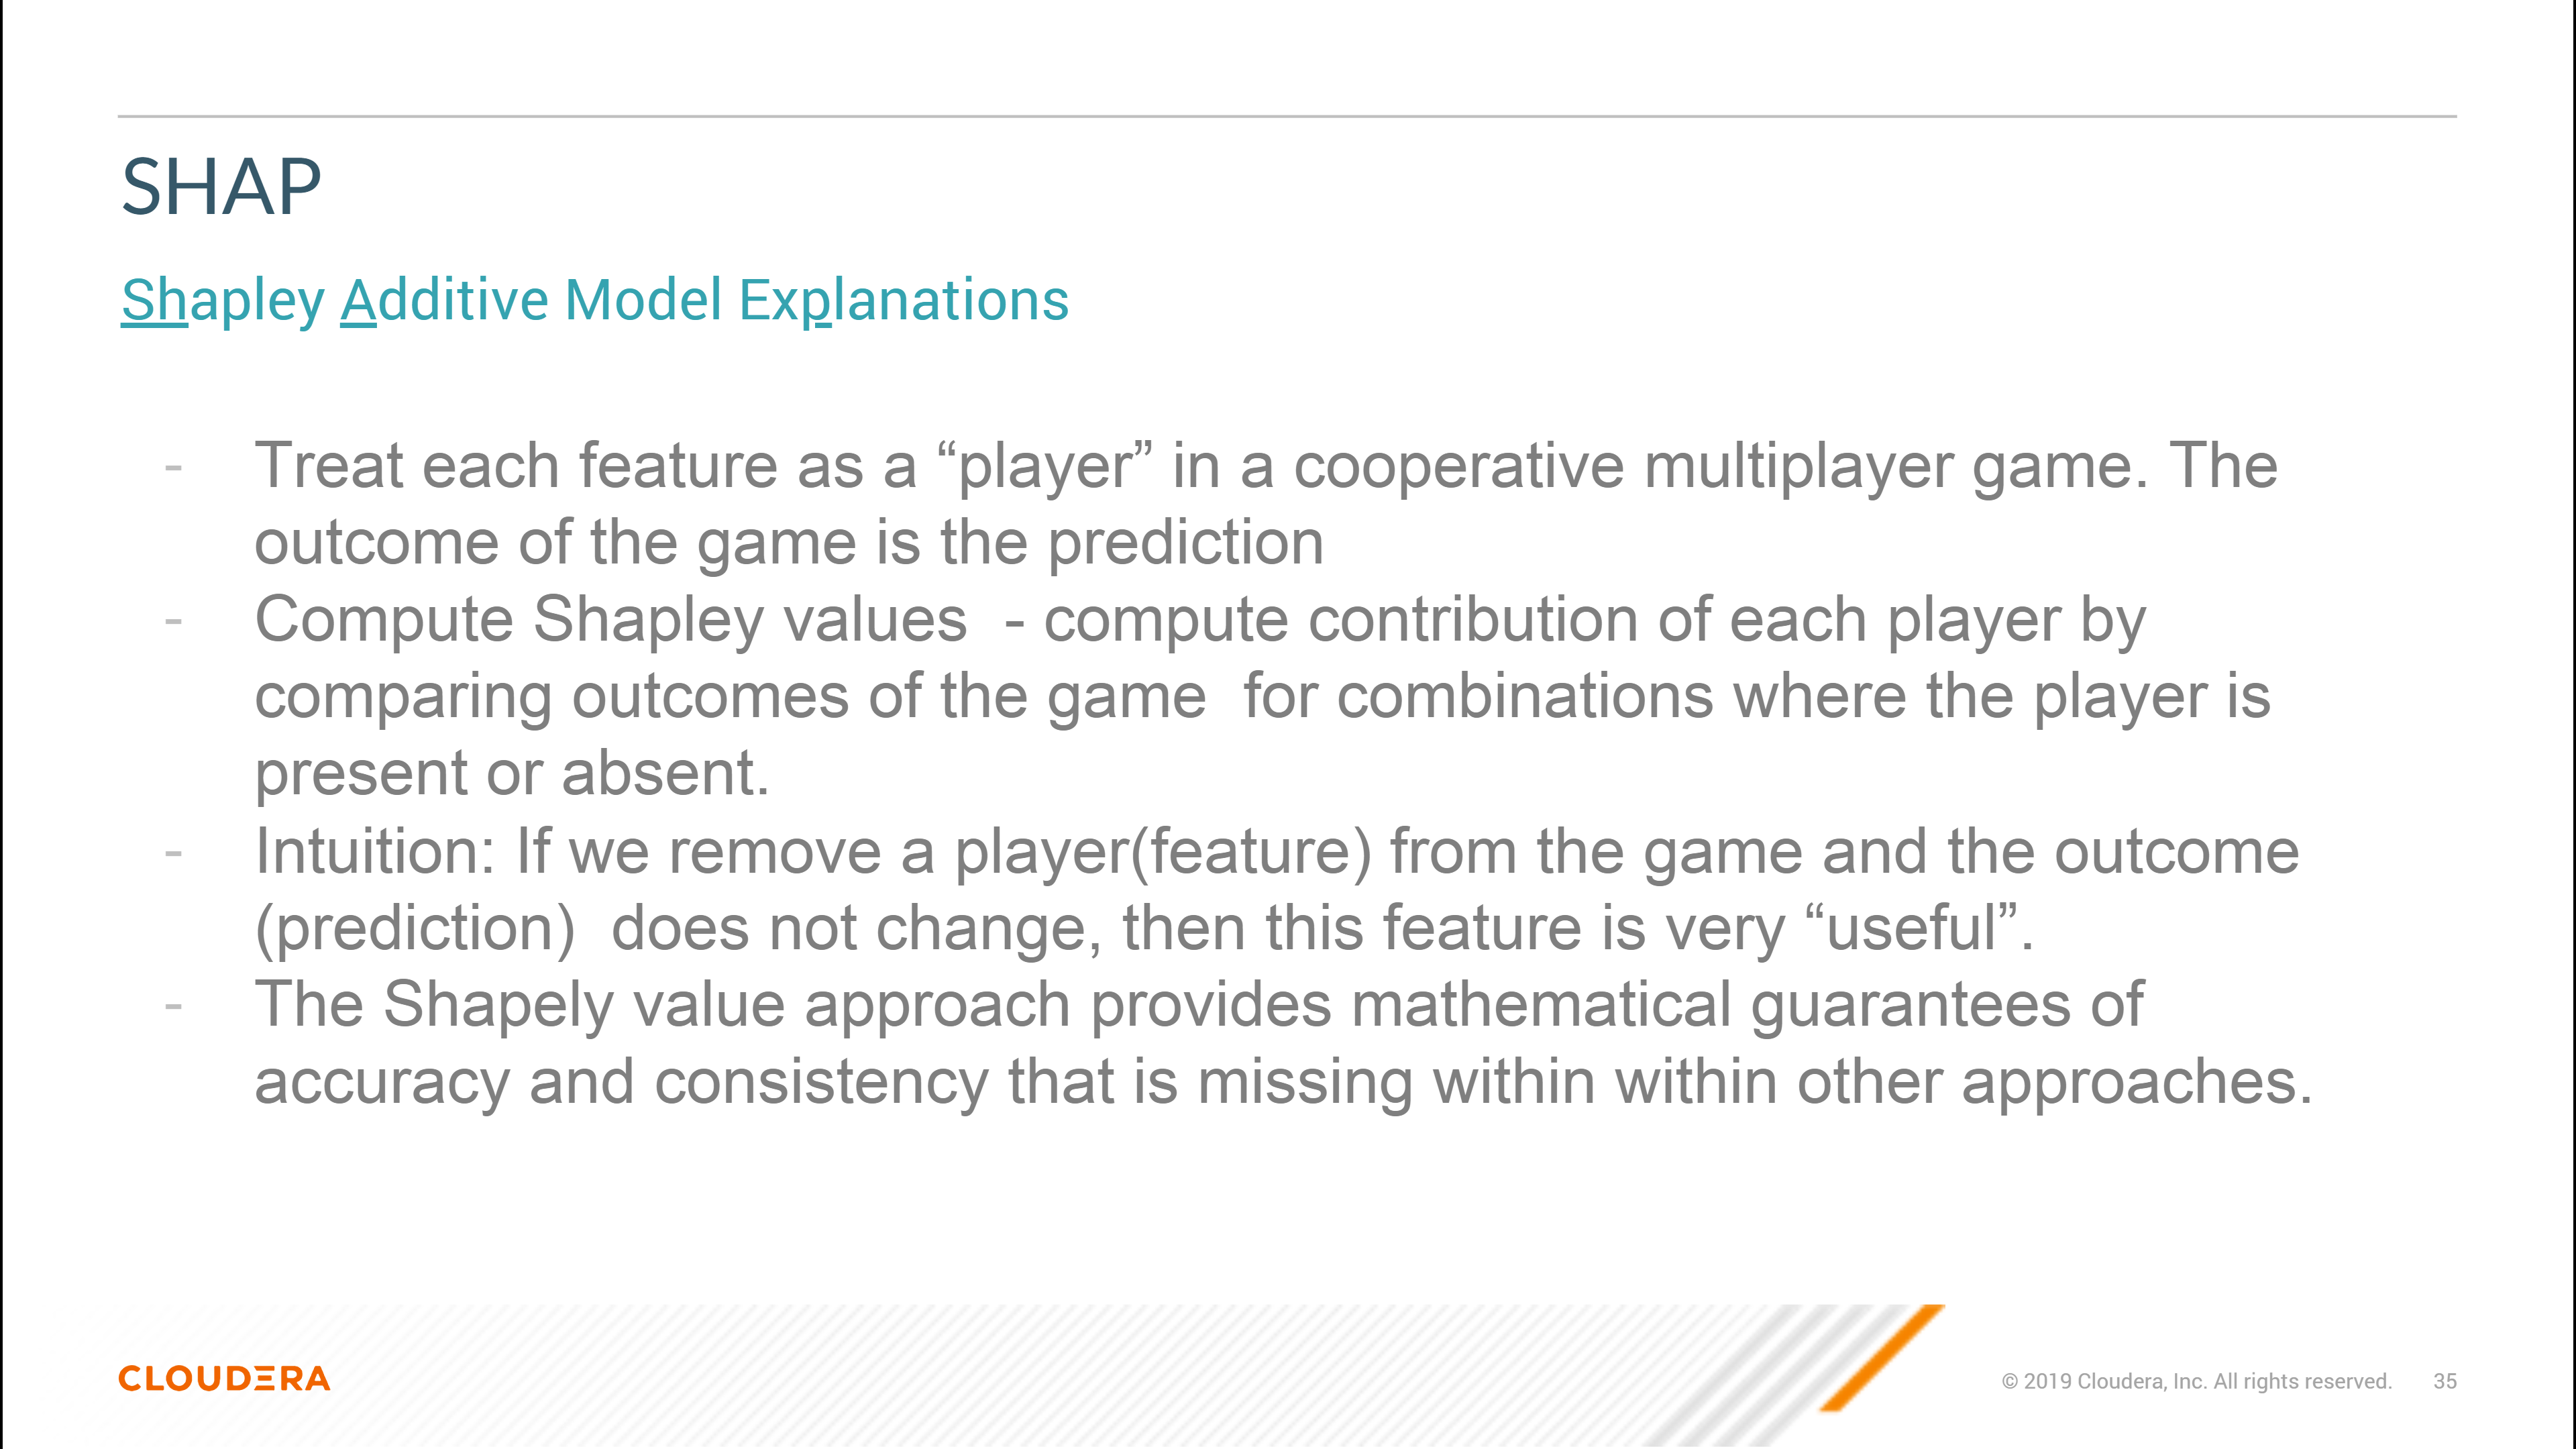 SHAP
Shapley Additive Model Explanations
- Treat each feature as a “player” in a cooperative multiplayer game. The
outcome of the game is the prediction
- Compute Shapley values  - compute contribution of each player by
comparing outcomes of the game  for combinations where the player is
present or absent.
- Intuition: If we remove a player(feature) from the game and the outcome
(prediction)  does not change, then this feature is very “useful”.
- The Shapely value approach provides mathematical guarantees of
accuracy and consistency that is missing within within other approaches.
CLOUDERA
© 2019 Cloudera, Inc. All rights reserved. 35